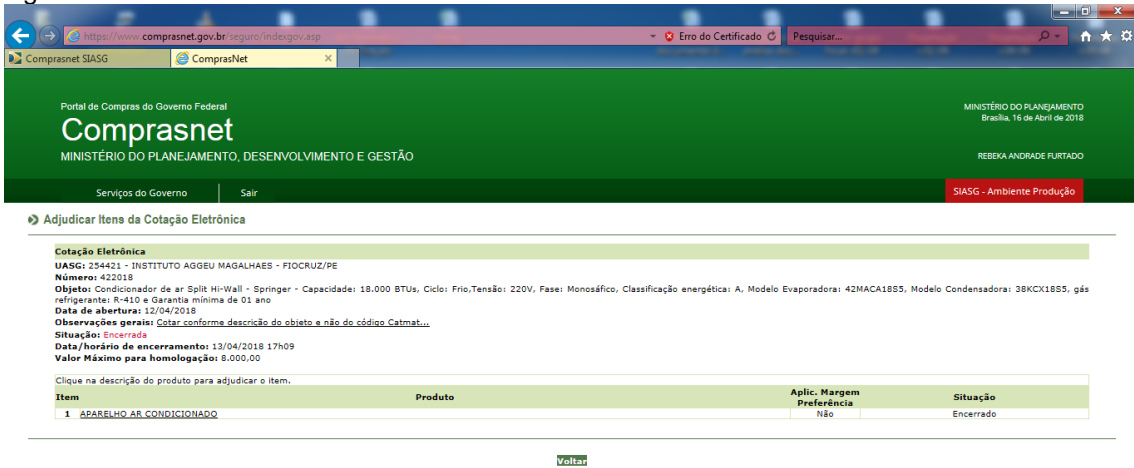 https://www.comprasnet.gov.br/seguro/indexgov.asp
Erro do Certificado
Pesquisar...
Comprasnet SIASG
ComprasNet
Portal de Compras do Governo Federal
Comprasnet
MINISTÉRIO DO PLANEJAMENTO, DESENVOLVIMENTO E GESTÃO
MINISTÉRIO DO PLANEJAMENTO
Brasília, 16 de Abril de 2018
REBEKA ANDRADE FURTADO
Serviços do Governo
Sair
SIASG - Ambiente Produção
Adjudicar Itens da Cotação Eletrônica
Cotação Eletrônica
UASG: 254421 - INSTITUTO AGGEU MAGALHAES - FIOCRUZ/PE
Número: 422018
Objeto: Condicionador de ar Split Hi-Wall - Springer - Capacidade: 18.000 BTUs, Ciclo: Frio,Tensão: 220V, Fase: Monosáfico, Classificação energética: A, Modelo Evaporadora: 42MACA18S5, Modelo Condensadora: 38KCX18S5, gás
refrigerante: R-410 e Garantia mínima de 01 ano
Data de abertura: 12/04/2018
Observações gerais: Cotar conforme descrição do objeto e não do código Catmat...
Situação: Encerrada
Data/horário de encerramento: 13/04/2018 17h09
Valor Máximo para homologação: 8.000,00
Clique na descrição do produto para adjudicar o item.
Item
Produto
Aplic. Margem
Preferência
Situação
1 APARELHO AR CONDICIONADO
Não
Encerrado
Voltar